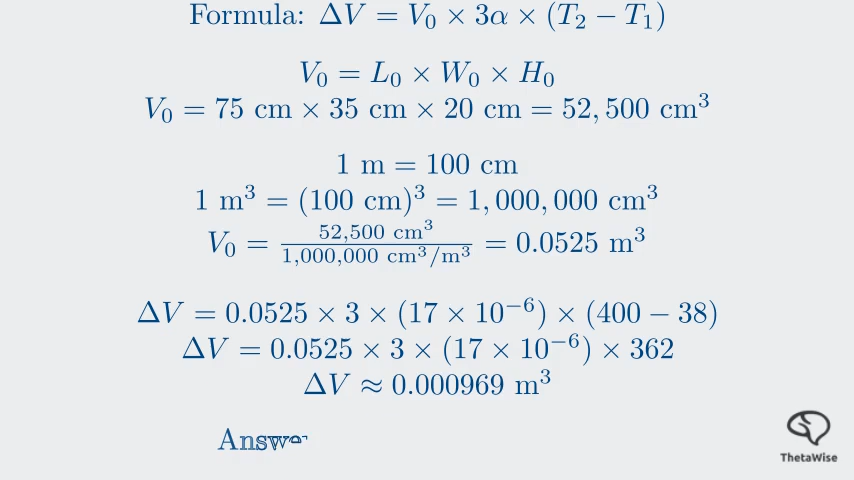 Formula: ΔV = V₀ × 3α × (T₂ − T₁)
V₀ = L₀ × W₀ × H₀
V₀ = 75 cm × 35 cm × 20 cm = 52,500 cm³
1 m = 100 cm
1 m³ = (100 cm)³ = 1,000,000 cm³
V₀ = 52,500 cm³ / 1,000,000 cm³/m³ = 0.0525 m³
ΔV = 0.0525 × 3 × (17 × 10⁻⁶) × (400 − 38)
ΔV = 0.0525 × 3 × (17 × 10⁻⁶) × 362
ΔV ≈ 0.000969 m³
ThetaWise